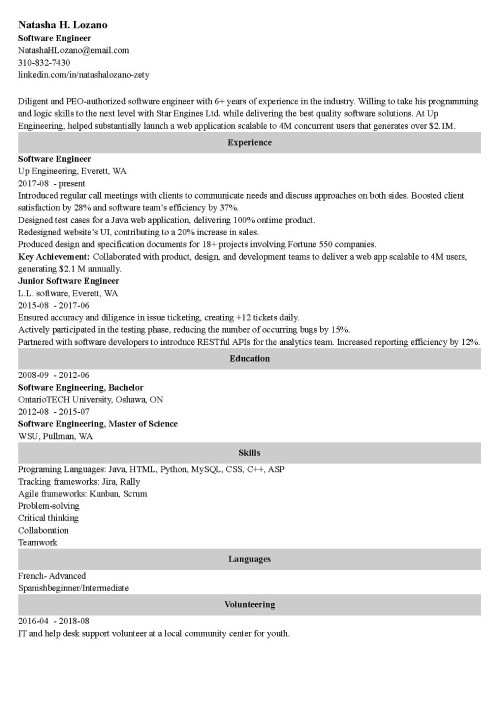 Natasha H. Lozano
Software Engineer
NatashaHLozano@email.com
310-832-7430
linkedin.com/in/natashalozano-zety
Diligent and PEO-authorized software engineer with 6+ years of experience in the industry. Willing to take his programming
and logic skills to the next level with Star Engines Ltd. while delivering the best quality software solutions. At Up
Engineering, helped substantially launch a web application scalable to 4M concurrent users that generates over $2.1M.
Experience
Software Engineer
Up Engineering, Everett, WA
2017-08 - present
Introduced regular call meetings with clients to communicate needs and discuss approaches on both sides. Boosted client
satisfaction by 28% and software team's efficiency by 37%.
Designed test cases for a Java web application, delivering 100% ontime product.
Redesigned website's UI, contributing to a 20% increase in sales.
Produced design and specification documents for 18+ projects involving Fortune 550 companies.
Key Achievement: Collaborated with product, design, and development teams to deliver a web app scalable to 4M users,
generating $2.1 M annually.
Junior Software Engineer
L.L. software, Everett, WA
2015-08 - 2017-06
Ensured accuracy and diligence in issue ticketing, creating +12 tickets daily.
Actively participated in the testing phase, reducing the number of occurring bugs by 15%.
Partnered with software developers to introduce RESTful APIs for the analytics team. Increased reporting efficiency by 12%.
Education
2008-09 - 2012-06
Software Engineering, Bachelor
OntarioTECH University, Oshawa, ON
2012-08 - 2015-07
Software Engineering, Master of Science
WSU, Pullman, WA
Skills
Programing Languages: Java, HTML, Python, MySQL, CSS, C++, ASP
Tracking frameworks: Jira, Rally
Agile frameworks: Kanban, Scrum
Problem-solving
Critical thinking
Collaboration
Teamwork
Languages
French- Advanced
Spanishbeginner/Intermediate
Volunteering
2016-04 - 2018-08
IT and help desk support volunteer at a local community center for youth.